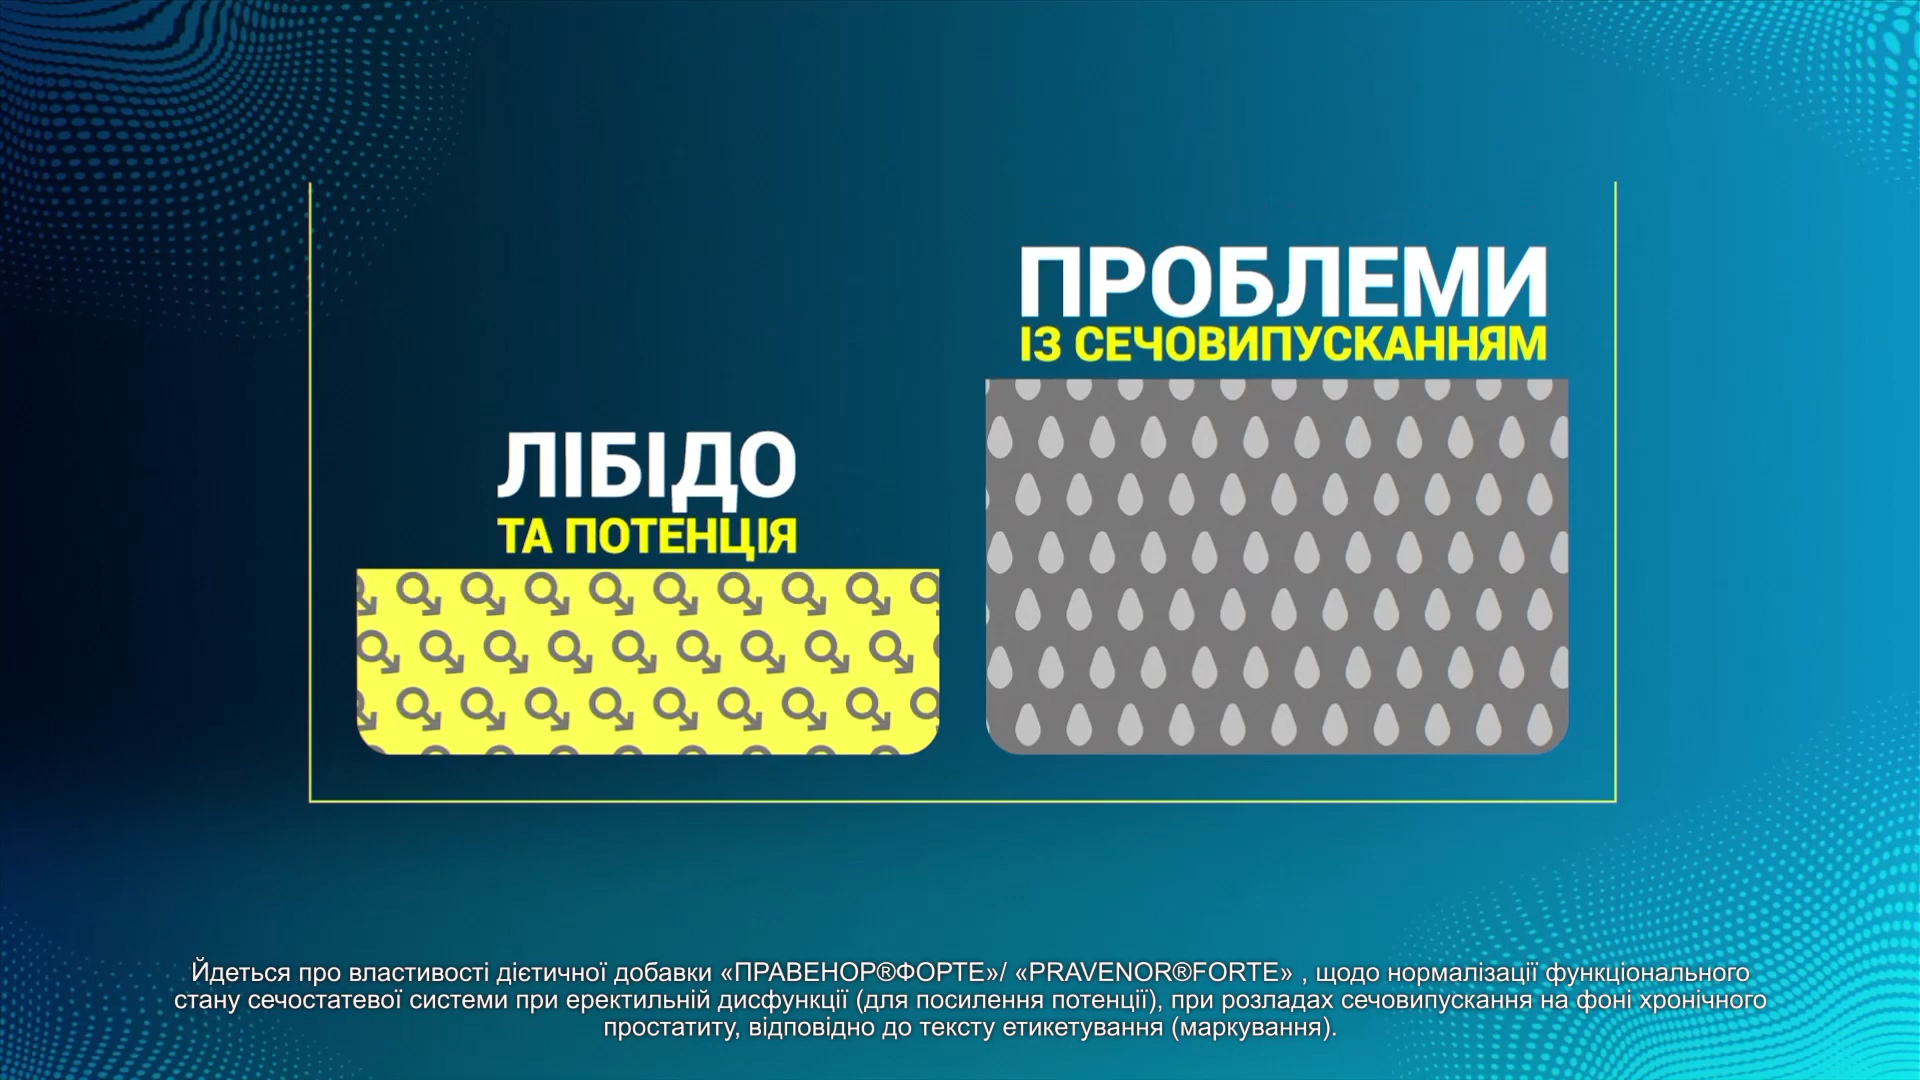 ПРОБЛЕМИ
ІЗ СЕЧОВИПУСКАННЯМ
ЛІБІДО
ТА ПОТЕНЦІЯ
Йдеться про властивості дієтичної добавки «ПРАВЕНОР®ФОРТЕ»/ «PRAVENOR®FORTE» , щодо нормалізації функціонального
стану сечостатевої системи при еректильній дисфункції (для посилення потенції), при розладах сечовипускання на фоні хронічного
простатиту, відповідно до тексту етикетування (маркування).